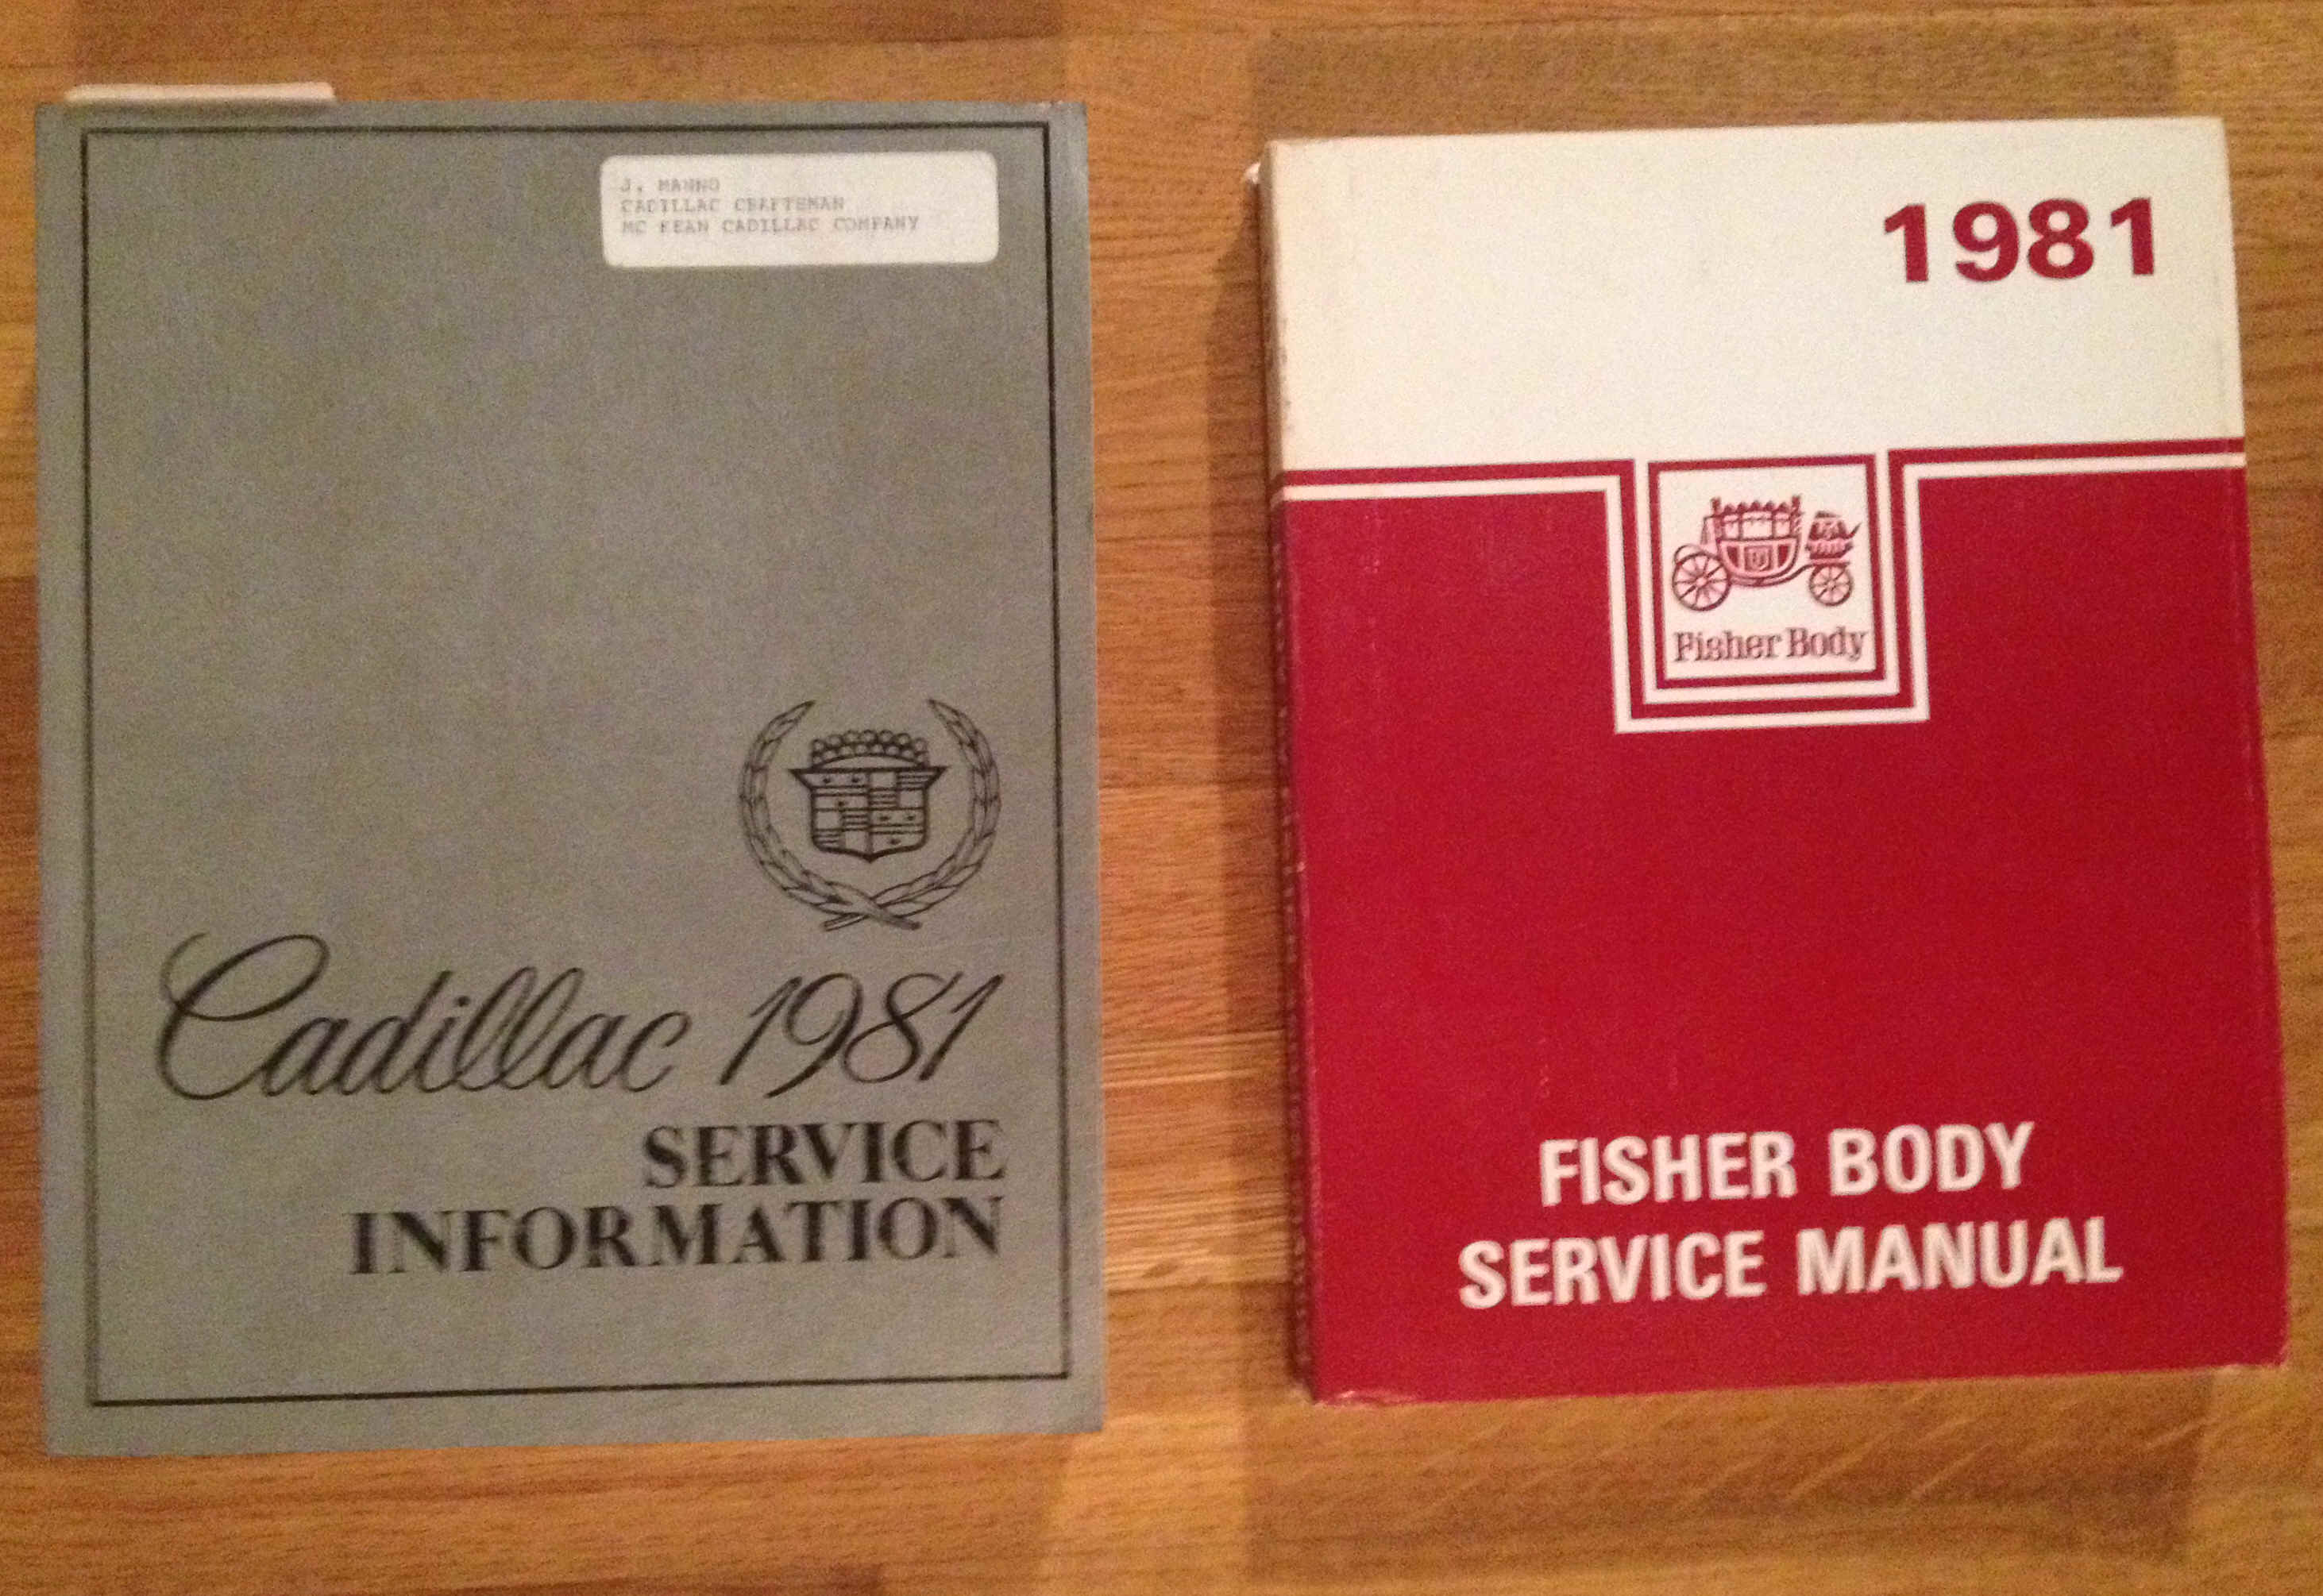 J. MANNO
CADILLAC CRAFTSMAN
MC KEAN CADILLAC COMPANY
Cadillac 1981
SERVICE
INFORMATION
1981
Fisher Body
FISHER BODY
SERVICE MANUAL